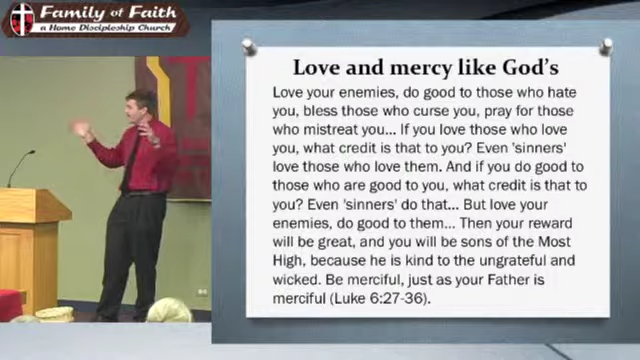 Family of Faith
a Home Discipleship Church
Love and mercy like God's
Love your enemies, do good to those who hate
you, bless those who curse you, pray for those
who mistreat you... If you love those who love
you, what credit is that to you? Even 'sinners'
love those who love them. And if you do good to
those who are good to you, what credit is that to
you? Even 'sinners' do that... But love your
enemies, do good to them... Then your reward
will be great, and you will be sons of the Most
High, because he is kind to the ungrateful and
wicked. Be merciful, just as your Father is
merciful (Luke 6:27-36).